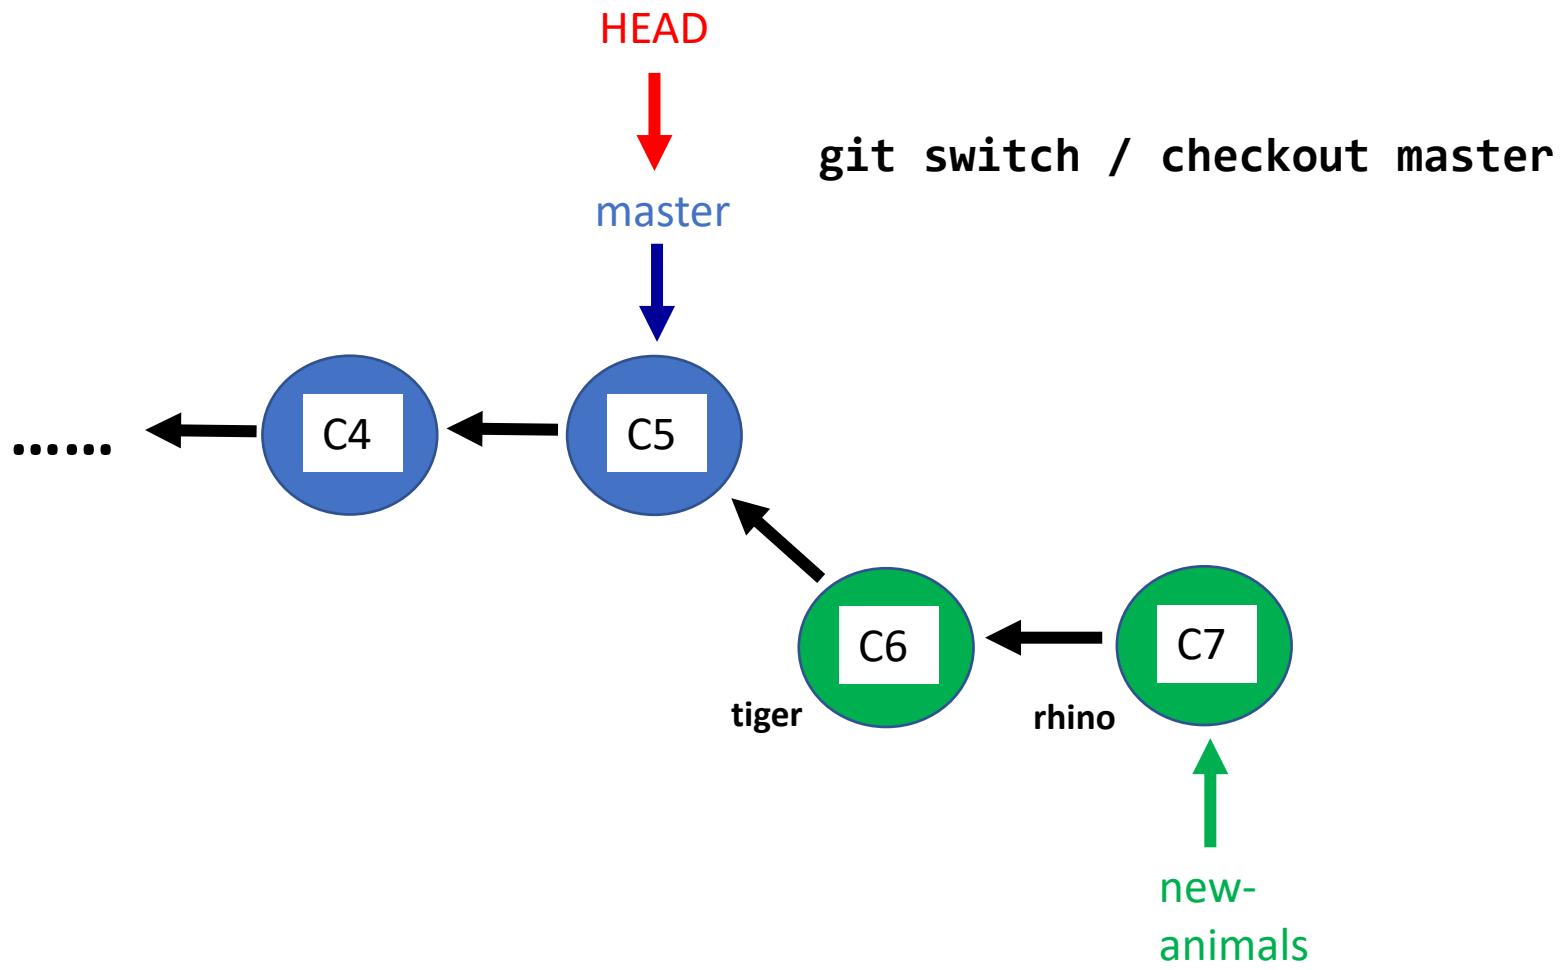 HEAD
git switch / checkout master
master
......
C4
C5
C6
C7
tiger
rhino
new-
animals